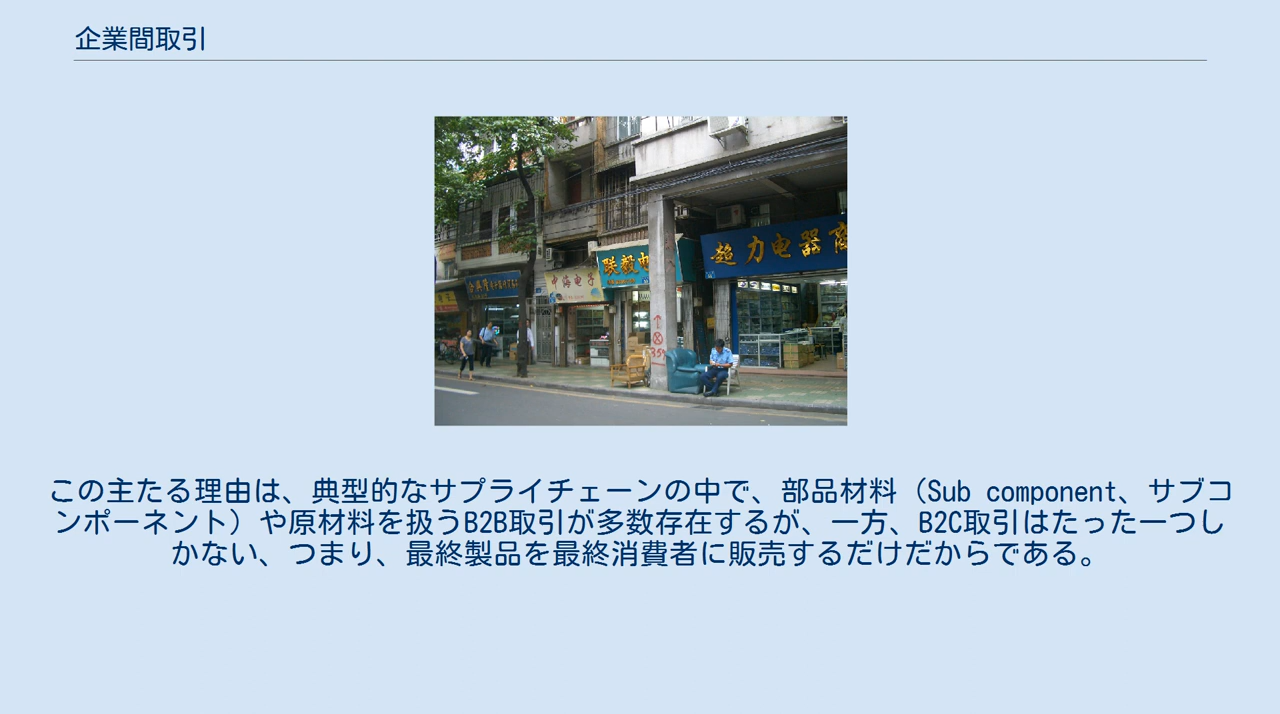 企業間取引
中海电子
联毅电
超力电器商
この主たる理由は、典型的なサプライチェーンの中で、部品材料（Sub component、サブコ
ンポーネント）や原材料を扱うB2B取引が多数存在するが、一方、B2C取引はたった一つし
かない、つまり、最終製品を最終消費者に販売するだけだからである。